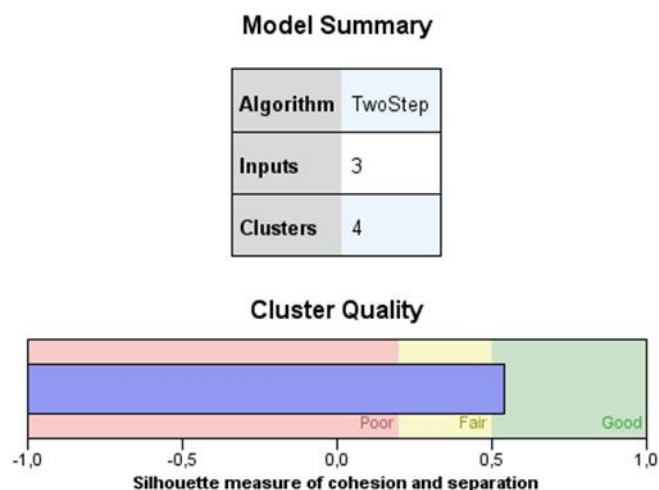 Model Summary
Algorithm TwoStep
Inputs 3
Clusters 4
Cluster Quality
Poor Fair Good
-1,0 -0,5 0,0 0,5 1,0
Silhouette measure of cohesion and separation